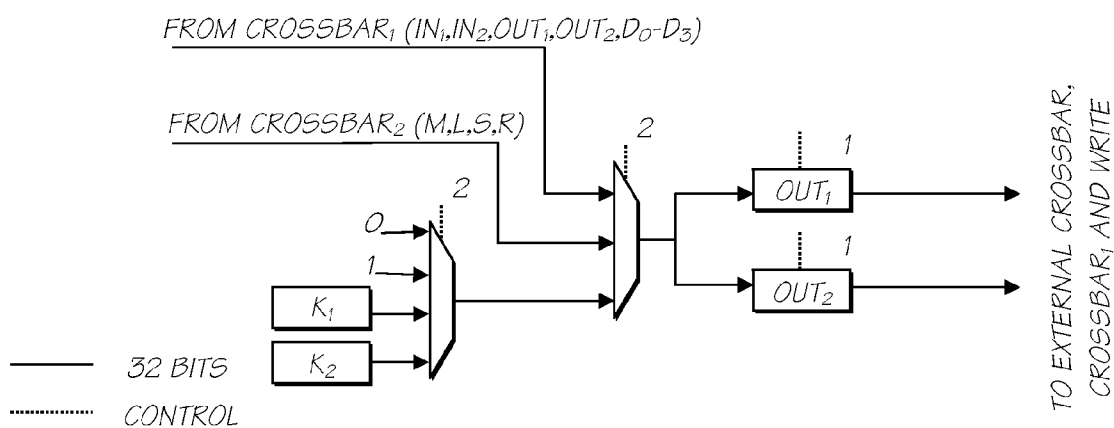 FROM CROSSBAR₁ (IN₁,IN₂,OUT₁,OUT₂,D₀-D₃)
FROM CROSSBAR₂ (M,L,S,R)
2
2
0
1
K₁
K₂
1
OUT₁
1
OUT₂
TO EXTERNAL CROSSBAR,
CROSSBAR₁ AND WRITE
32 BITS
CONTROL